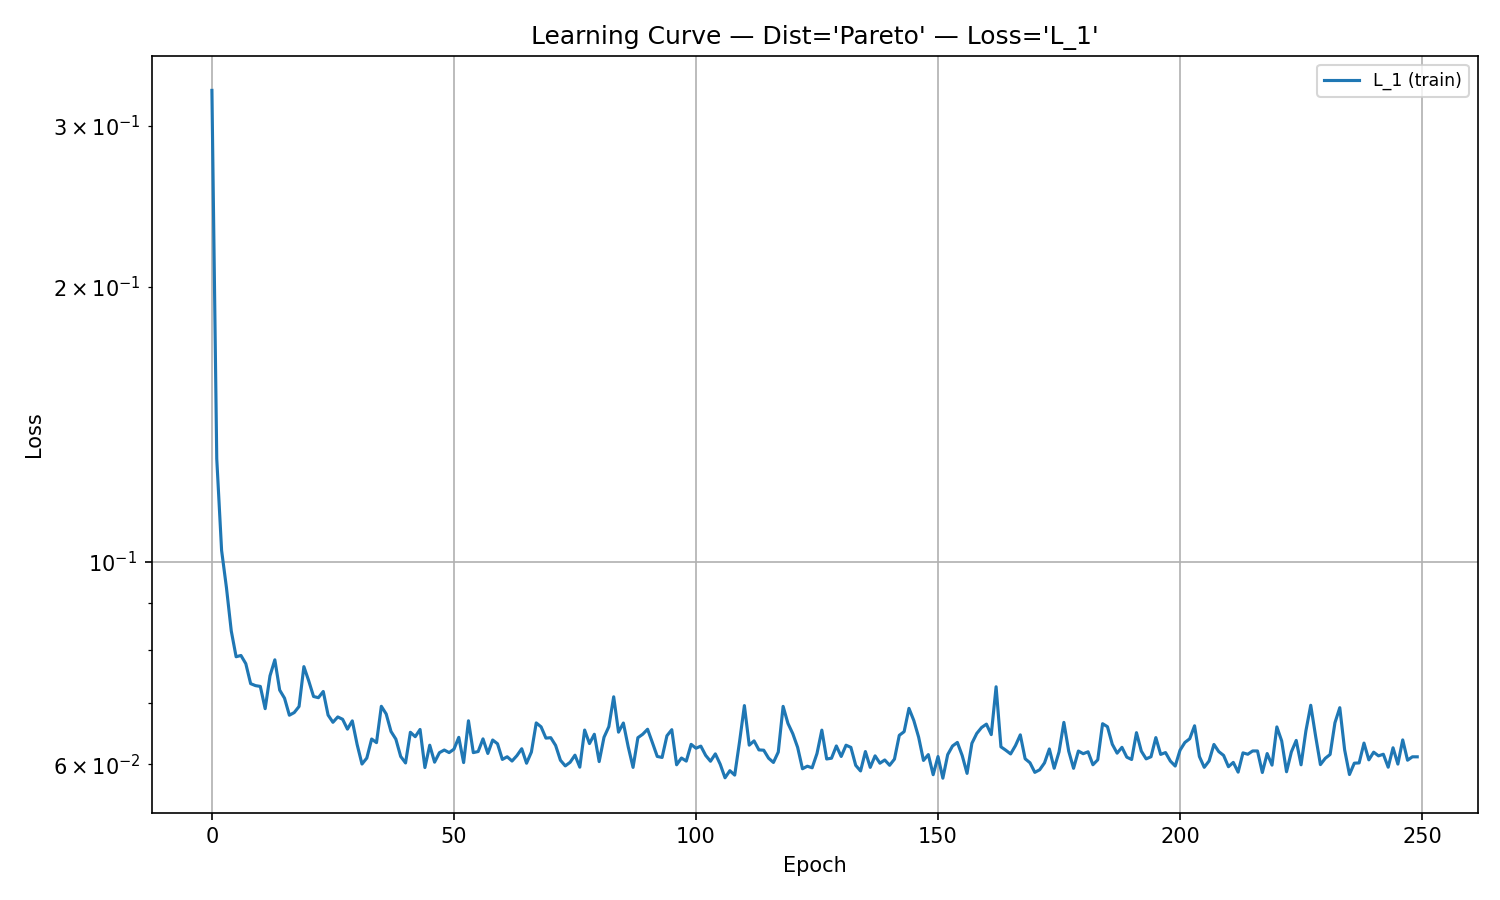 Learning Curve — Dist='Pareto' — Loss='L_1'
L_1 (train)
3 × 10⁻¹
2 × 10⁻¹
10⁻¹
6 × 10⁻²
Loss
0 50 100 150 200 250
Epoch